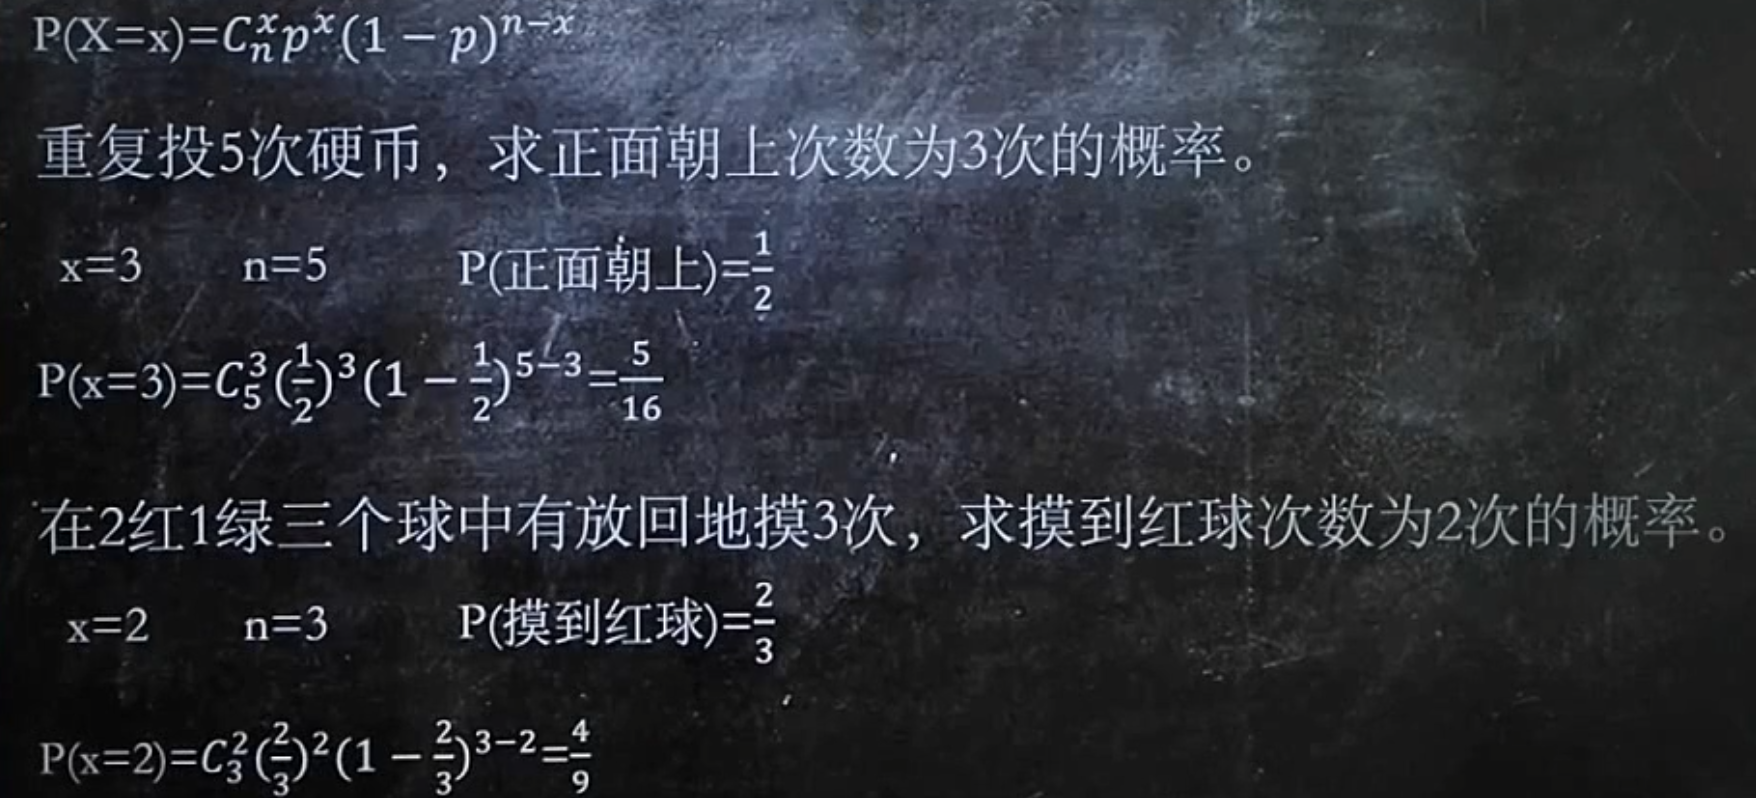 P(X=x)=$C_n^x p^x(1-p)^{n-x}$
重复投5次硬币，求正面朝上次数为3次的概率。
x=3 n=5 P(正面朝上)=$\frac{1}{2}$
P(x=3)=$C_5^3(\frac{1}{2})^3(1-\frac{1}{2})^{5-3}$=$\frac{5}{16}$
在2红1绿三个球中有放回地摸3次，求摸到红球次数为2次的概率。
x=2 n=3 P(摸到红球)=$\frac{2}{3}$
P(x=2)=$C_3^2(\frac{2}{3})^2(1-\frac{2}{3})^{3-2}$=$\frac{4}{9}$